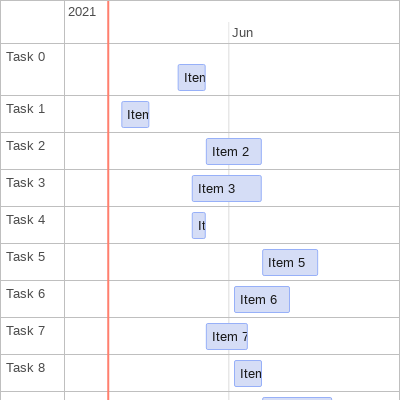 2021
Jun
Task 0
Iten
Task 1
Iten
Task 2
Item 2
Task 3
Item 3
Task 4
It
Task 5
Item 5
Task 6
Item 6
Task 7
Item 7
Task 8
Iten